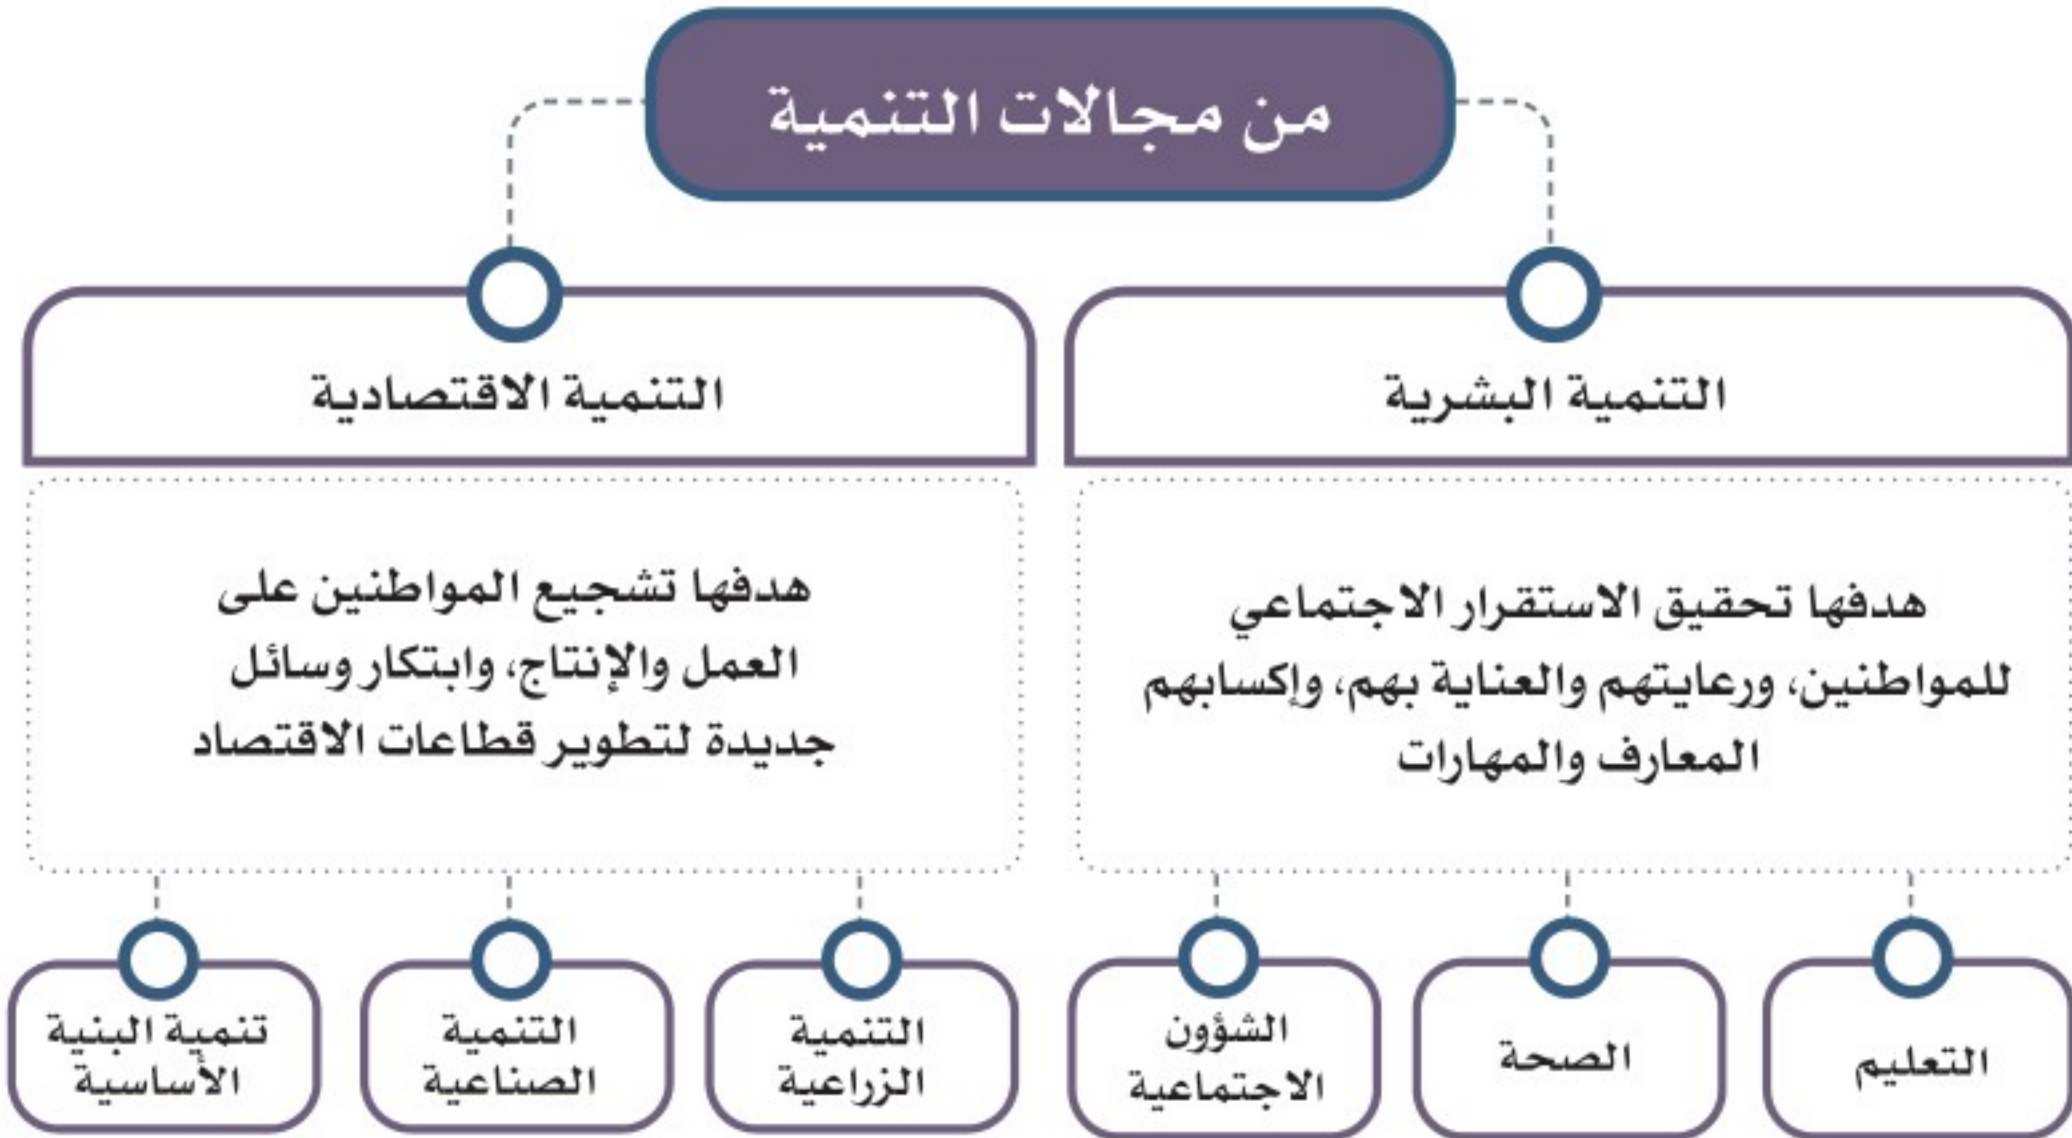 من مجالات التنمية
التنمية البشرية
هدفها تحقيق الاستقرار الاجتماعي
للمواطنين، ورعايتهم والعناية بهم، وإكسابهم
المعارف والمهارات
التعليم
الصحة
الشؤون
الاجتماعية
التنمية الاقتصادية
هدفها تشجيع المواطنين على
العمل والإنتاج، وابتكار وسائل
جديدة لتطوير قطاعات الاقتصاد
التنمية
الزراعية
التنمية
الصناعية
تنمية البنية
الأساسية